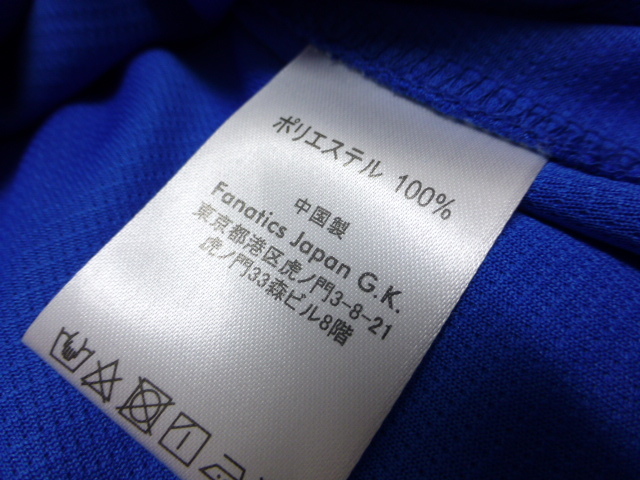 ポリエステル 100%
中国製
Fanatics Japan G.K.
東京都港区虎ノ門3-8-21
虎ノ門33森ビル8階